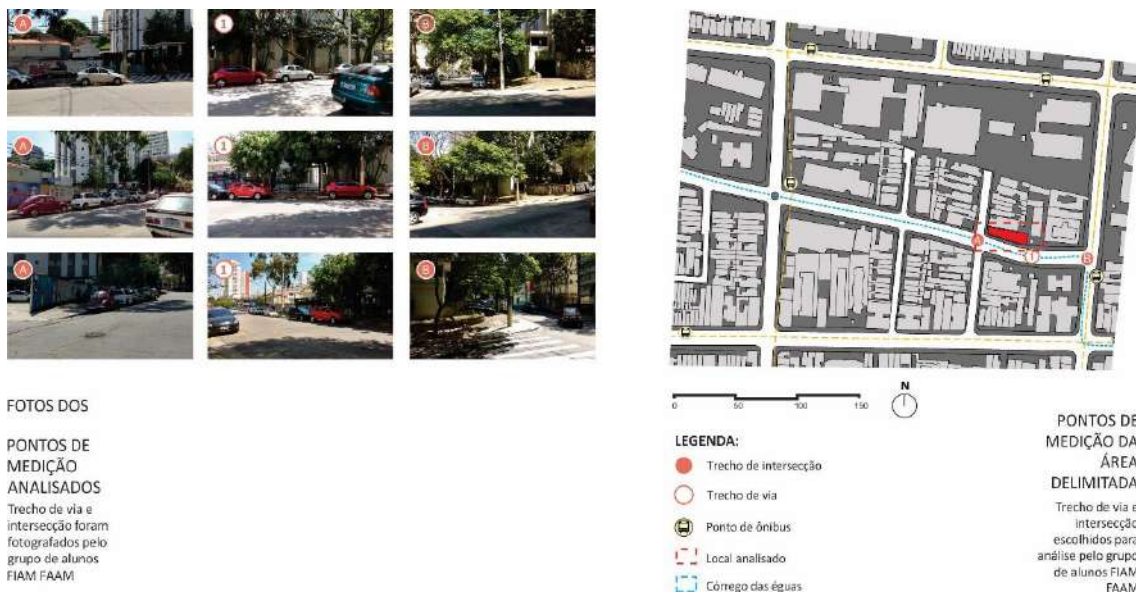 A
1
B
A
1
B
A
1
B
FOTOS DOS
PONTOS DE
MEDIÇÃO
ANALISADOS
Trecho de via e
intersecção foram
fotografados pelo
grupo de alunos
FIAM FAAM
A
1
B
0 50 100 150
N
LEGENDA:
Trecho de intersecção
Trecho de via
Ponto de ônibus
Local analisado
Córrego das éguas
PONTOS DE
MEDIÇÃO DA
ÁREA
DELIMITADA
Trecho de via e
intersecção
escolhidos para
análise pelo grupo
de alunos FIAM
FAAM